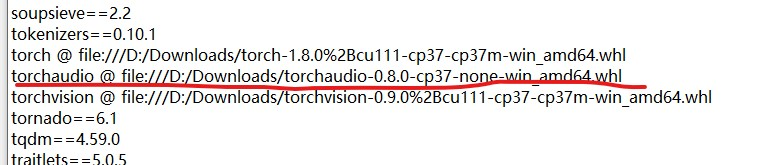 soupsieve==2.2
tokenizers==0.10.1
torch @ file:///D:/Downloads/torch-1.8.0%2Bcu111-cp37-cp37m-win_amd64.whl
torchaudio @ file:///D:/Downloads/torchaudio-0.8.0-cp37-none-win_amd64.whl
torchvision @ file:///D:/Downloads/torchvision-0.9.0%2Bcu111-cp37-cp37m-win_amd64.whl
tornado==6.1
tqdm==4.59.0
traitlets==5.0.5